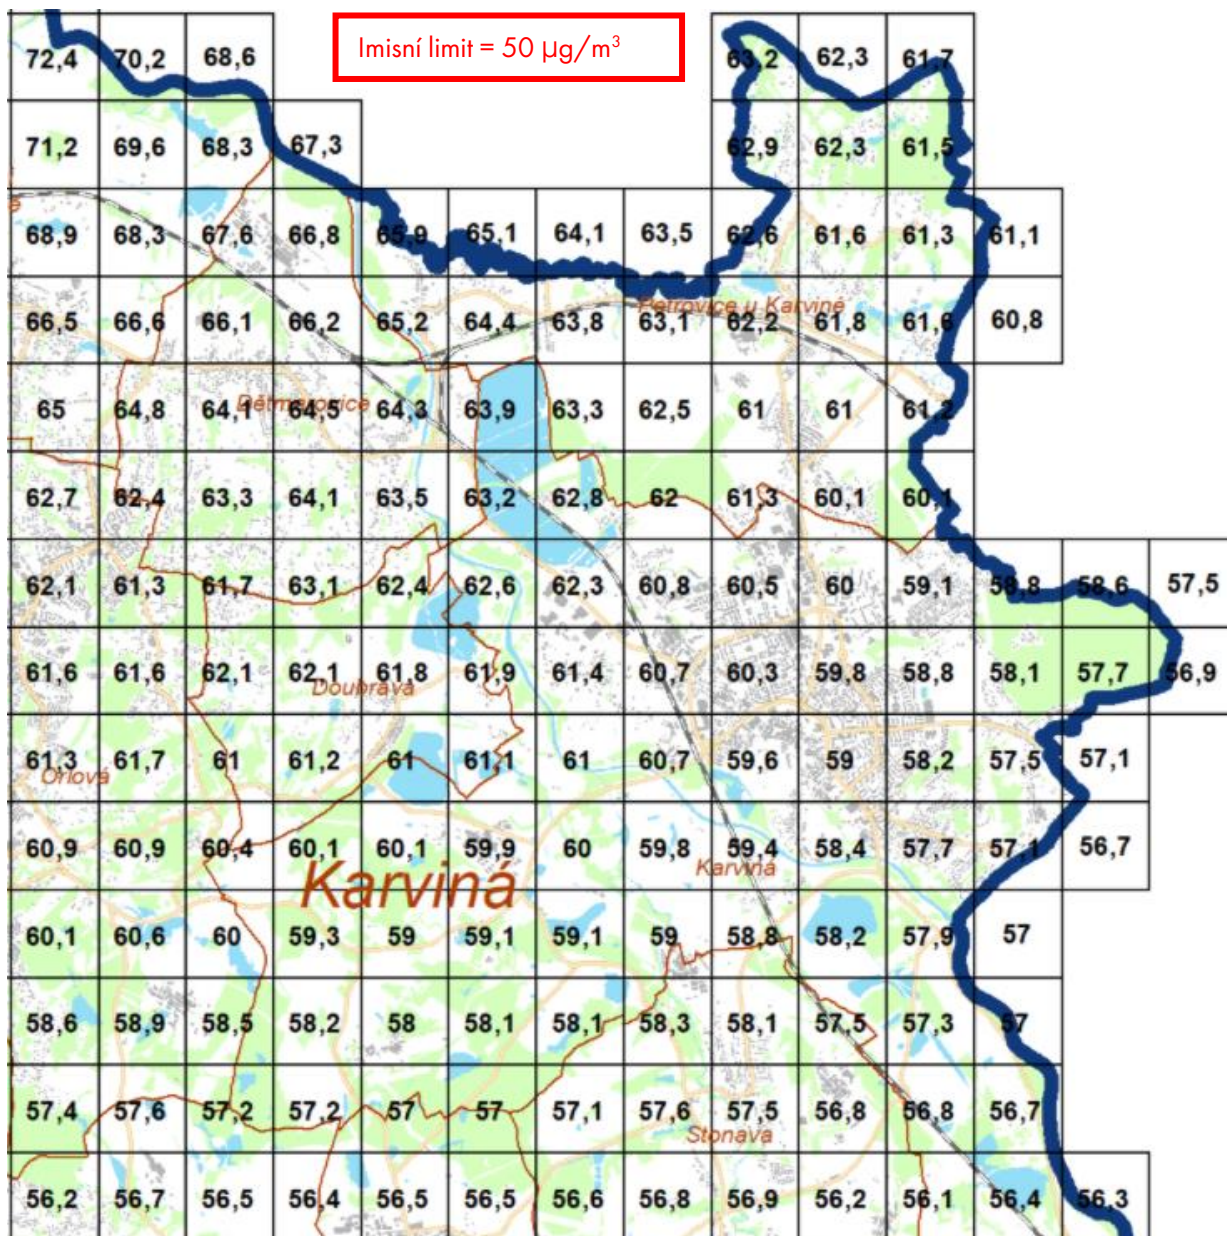 Imisní limit = 50 µg/m³
72,4 70,2 68,6 63,2 62,3 61,7
71,2 69,6 68,3 67,3 62,9 62,3 61,5
68,9 68,3 67,6 66,8 65,9 65,1 64,1 63,5 62,6 61,6 61,3 61,1
Petrovice u Karviné
66,5 66,6 66,1 66,2 65,2 64,4 63,8 63,1 62,2 61,8 61,6 60,8
Dětmarovice
65 64,8 64,1 64,5 64,3 63,9 63,3 62,5 61 61 61,2
62,7 62,4 63,3 64,1 63,5 63,2 62,8 62 61,3 60,1 60,1
62,1 61,3 61,7 63,1 62,4 62,6 62,3 60,8 60,5 60 59,1 58,8 58,6 57,5
61,6 61,6 62,1 62,1 61,8 61,9 61,4 60,7 60,3 59,8 58,8 58,1 57,7 56,9
Doubrava
61,3 61,7 61 61,2 61 61,1 61 60,7 59,6 59 58,2 57,5 57,1
Orlová
60,9 60,9 60,4 60,1 60,1 59,9 60 59,8 59,4 58,4 57,7 57,1 56,7
Karviná
Karviná
60,1 60,6 60 59,3 59 59,1 59,1 59 58,8 58,2 57,9 57
58,6 58,9 58,5 58,2 58 58,1 58,1 58,3 58,1 57,5 57,3 57
57,4 57,6 57,2 57,2 57 57 57,1 57,6 57,5 56,8 56,8 56,7
Stonava
56,2 56,7 56,5 56,4 56,5 56,5 56,6 56,8 56,9 56,2 56,1 56,4 56,3